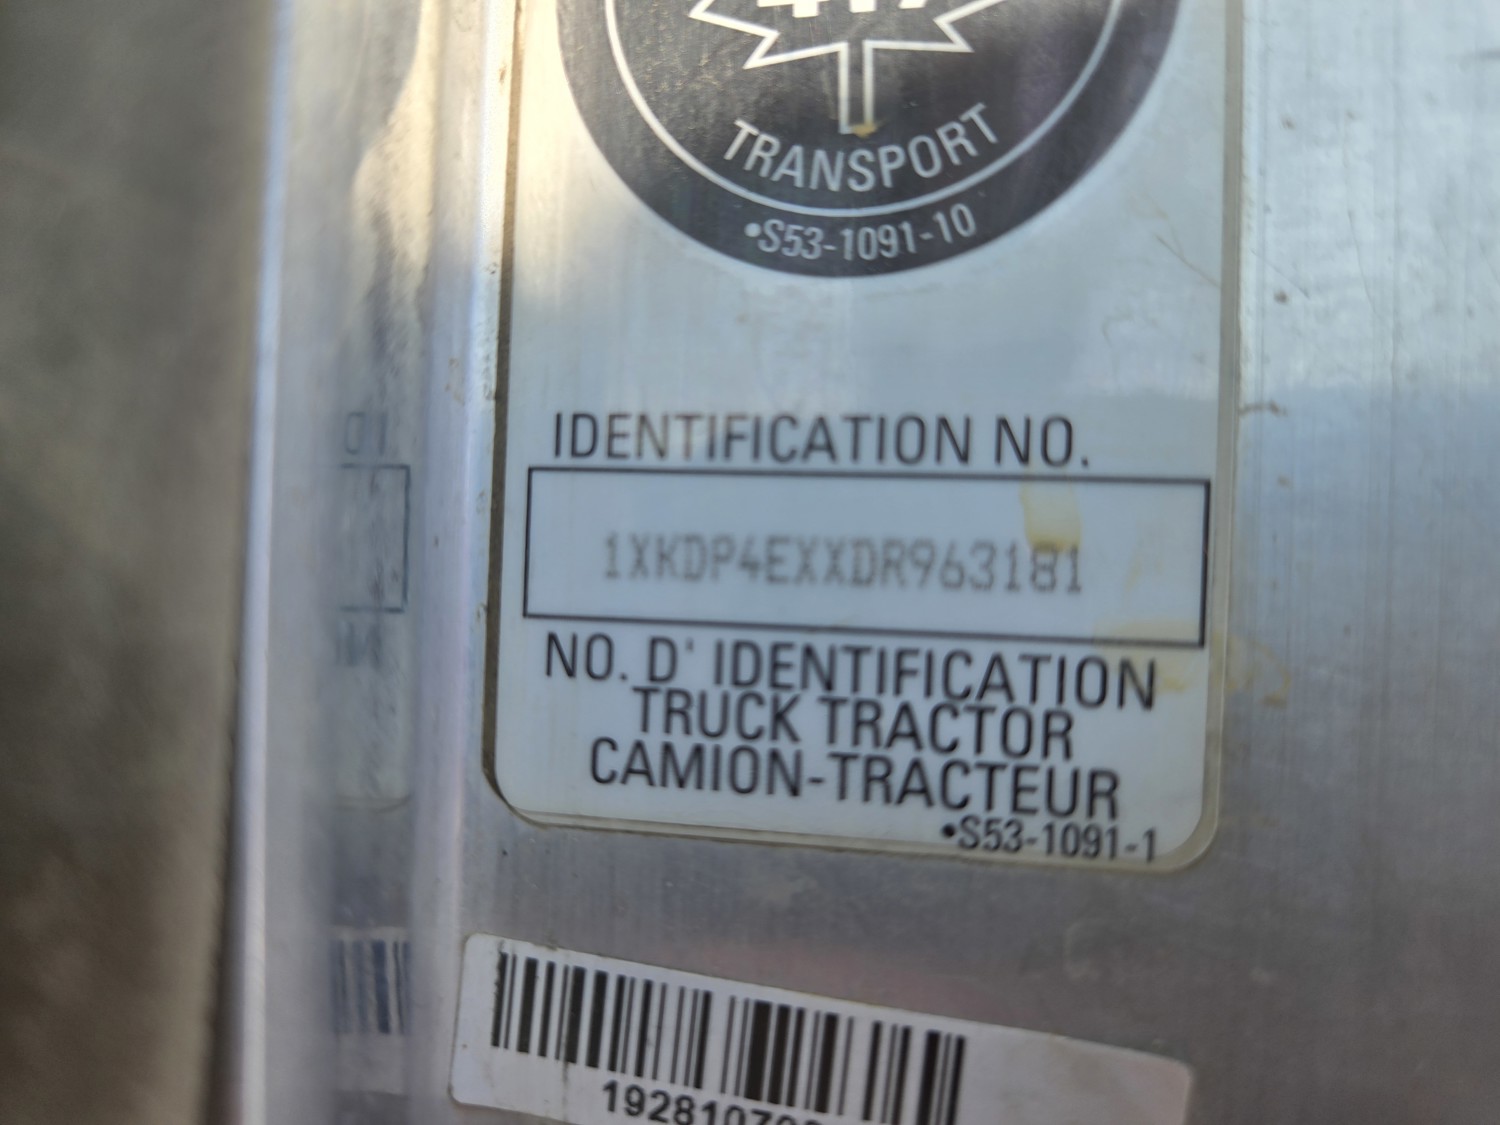 TRANSPORT
•S53-1091-10
IDENTIFICATION NO.
1XKDP4EXXDR963181
NO. D' IDENTIFICATION
TRUCK TRACTOR
CAMION-TRACTEUR
•S53-1091-1